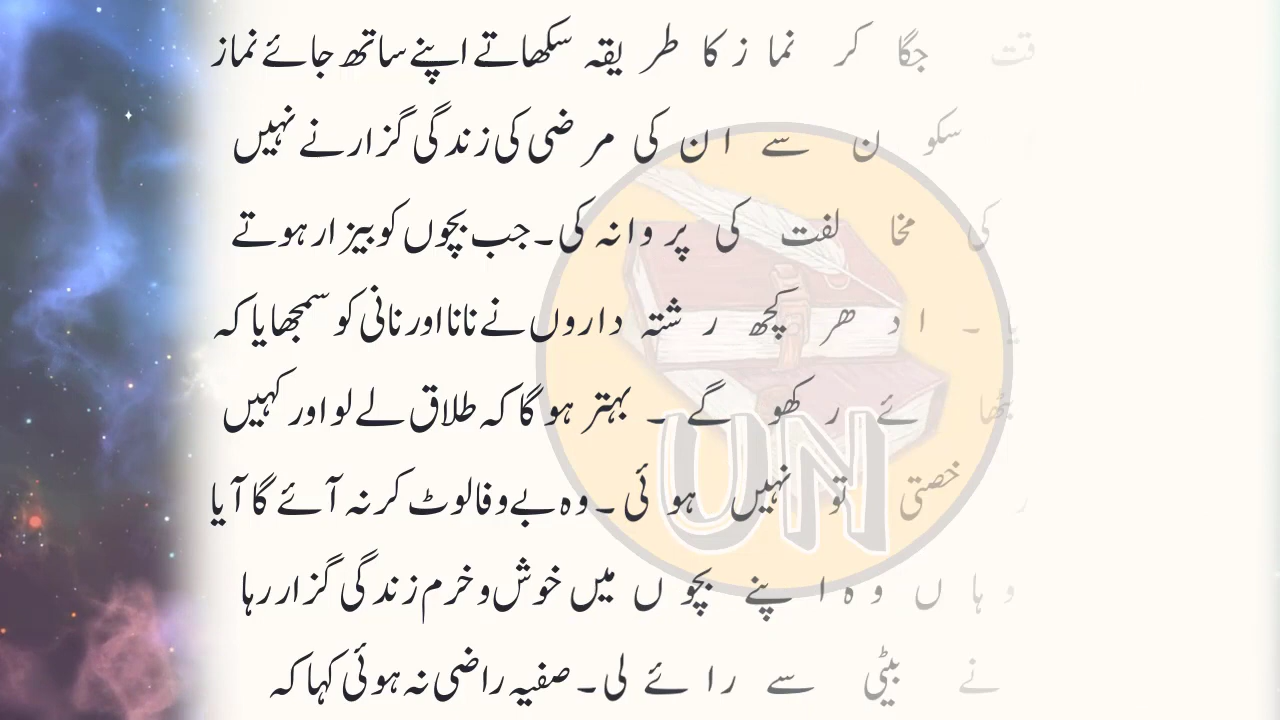 جگا کر نماز کا طریقہ سکھاتے اپنے ساتھ جائے نماز
سکون سے ان کی مرضی کی زندگی گزارنے نہیں
کی مخالفت کی پروانہ کی۔ جب بچوں کو بیزار ہوتے
۔ ادھر کچھ رشتہ داروں نے نانا اور نانی کو سمجھایا کہ
رکھو گے ۔ بہتر ہو گا کہ طلاق لے لو اور کہیں
تو نہیں ہوئی ۔ وہ بے وفا لوٹ کر نہ آئے گا آیا
وہاں وہ اپنے بچوں میں خوش و خرم زندگی گزار رہا
نے بیٹی سے رائے لی۔ صفیہ راضی نہ ہوئی کہا کہ
UN